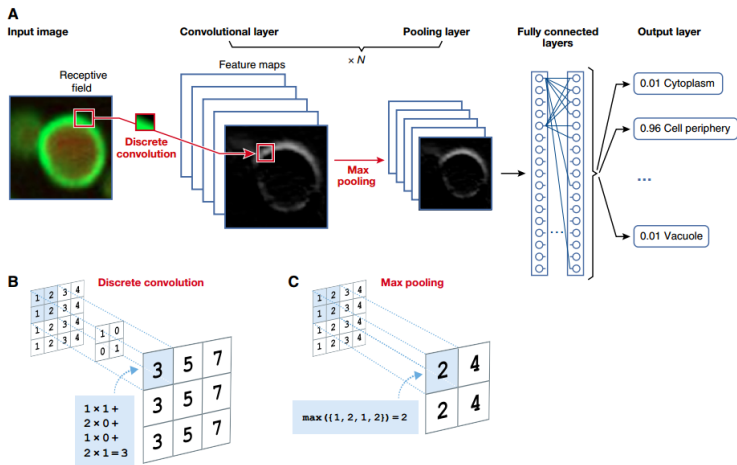 A
Input image
Convolutional layer
Pooling layer
Fully connected
layers
Output layer
× N
Receptive
field
Feature maps
Discrete
convolution
Max
pooling
...
0.01 Cytoplasm
0.96 Cell periphery
...
0.01 Vacuole
B
Discrete convolution
1 2 3 4
1 2 3 4
1 2 3 4
1 2 3 4
1 0
0 1
3 5 7
3 5 7
3 5 7
1 × 1 +
2 × 0 +
1 × 0 +
2 × 1 = 3
C
Max pooling
1 2 3 4
1 2 3 4
1 2 3 4
1 2 3 4
2 4
2 4
max({1, 2, 1, 2}) = 2